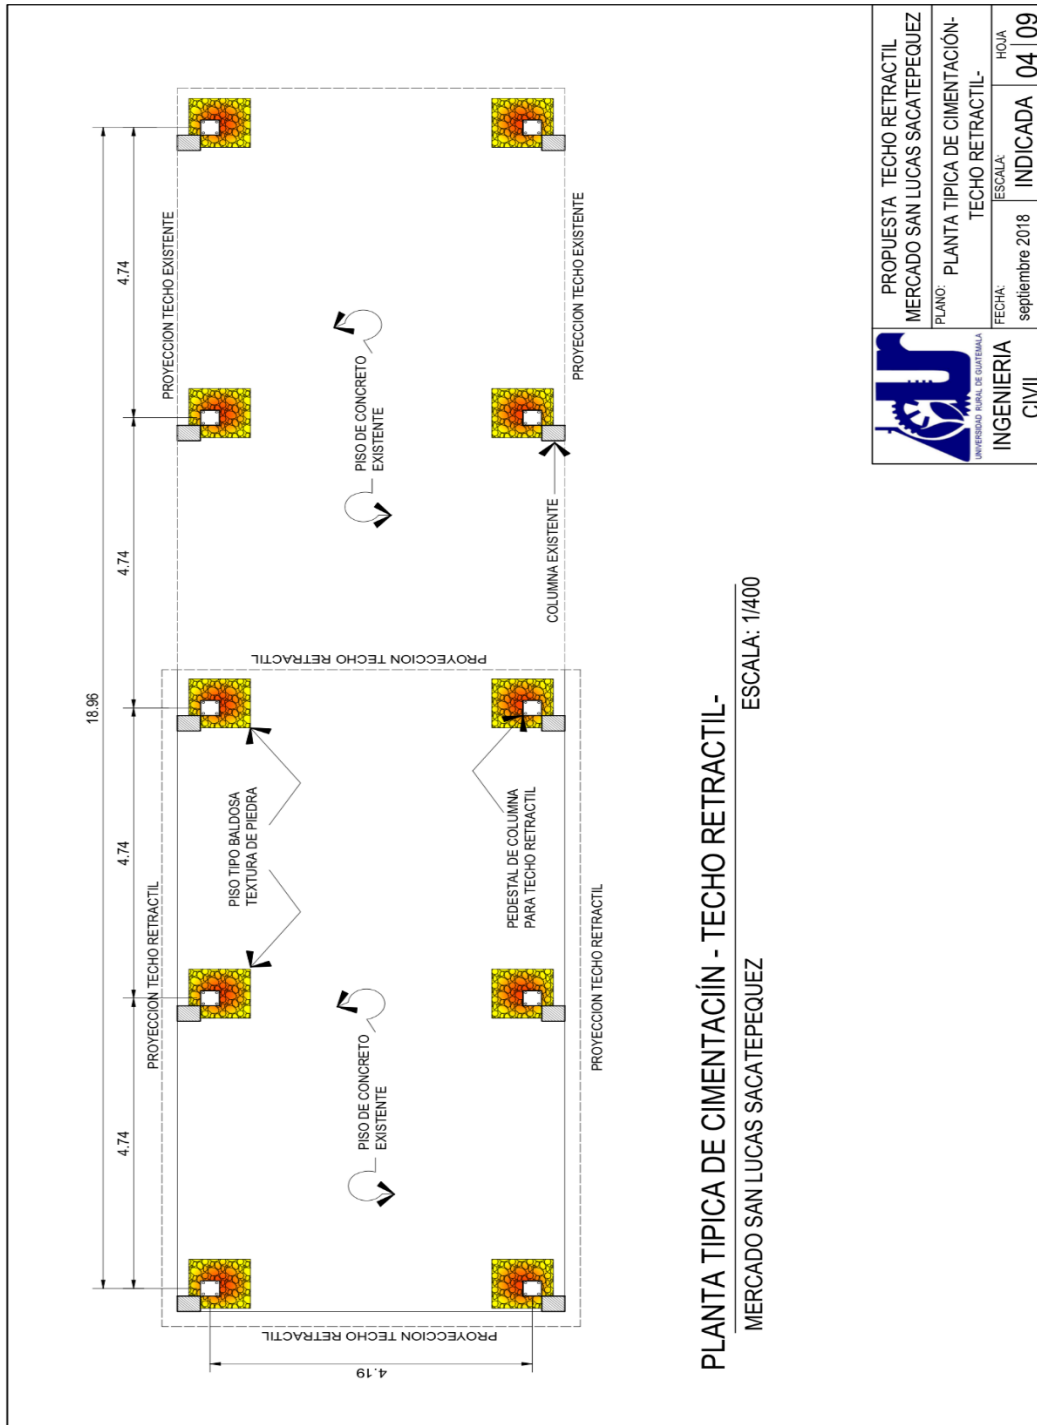 18.96
4.74
4.74
4.74
4.74
4.19
PROYECCION TECHO RETRACTIL
PROYECCION TECHO EXISTENTE
PROYECCION TECHO RETRACTIL
PISO TIPO BALDOSA
TEXTURA DE PIEDRA
PROYECCION TECHO RETRACTIL
PISO DE CONCRETO
EXISTENTE
PISO DE CONCRETO
EXISTENTE
PEDESTAL DE COLUMNA
PARA TECHO RETRACTIL
COLUMNA EXISTENTE
PROYECCION TECHO RETRACTIL
PROYECCION TECHO EXISTENTE
PLANTA TIPICA DE CIMENTACÍIN - TECHO RETRACTIL-
MERCADO SAN LUCAS SACATEPEQUEZ
ESCALA: 1/400
UNIVERSIDAD RURAL DE GUATEMALA
INGENIERIA
CIVIL
PROPUESTA TECHO RETRACTIL
MERCADO SAN LUCAS SACATEPEQUEZ
PLANO: PLANTA TIPICA DE CIMENTACIÓN-
TECHO RETRACTIL-
FECHA:
septiembre 2018
ESCALA:
INDICADA
HOJA
04 09